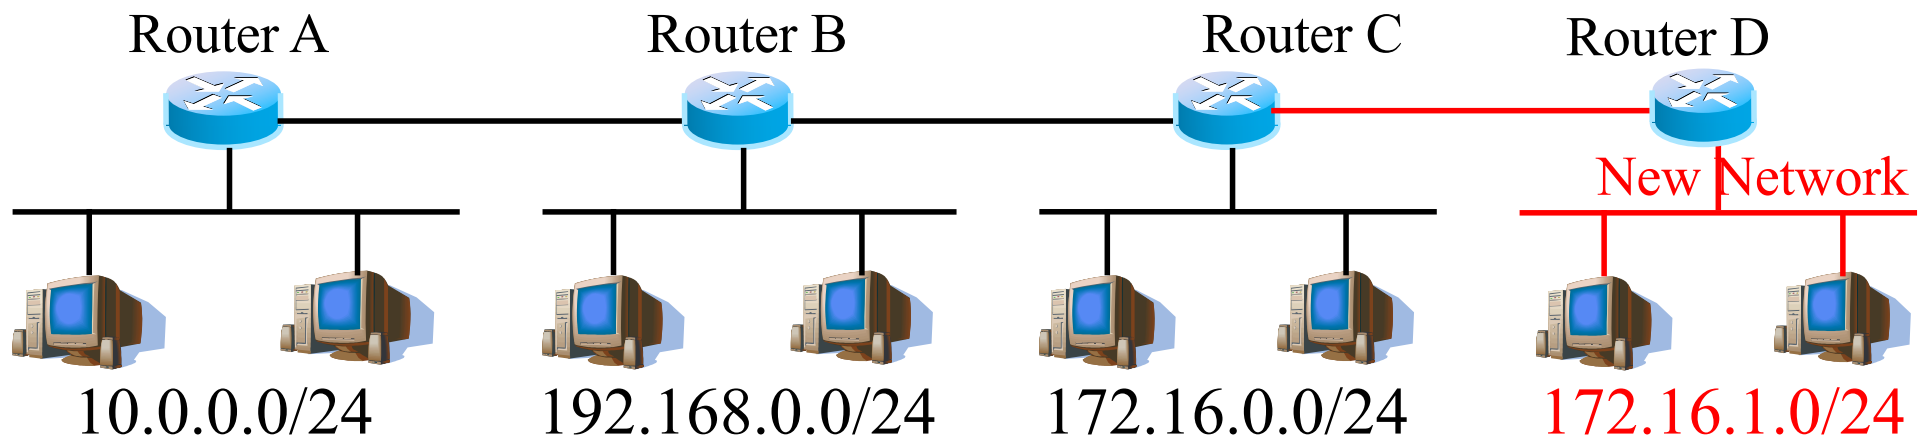 Router A
Router B
Router C
Router D
New Network
10.0.0.0/24
192.168.0.0/24
172.16.0.0/24
172.16.1.0/24